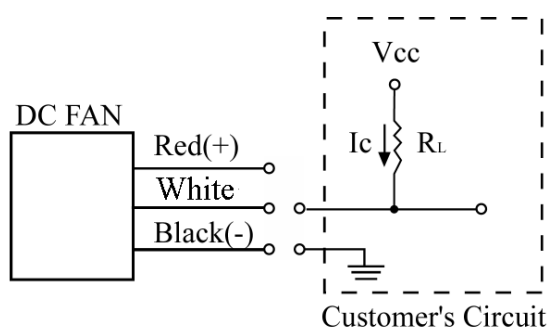 Vcc
DC FAN
Red(+)
Ic
RL
White
Black(-)
Customer's Circuit